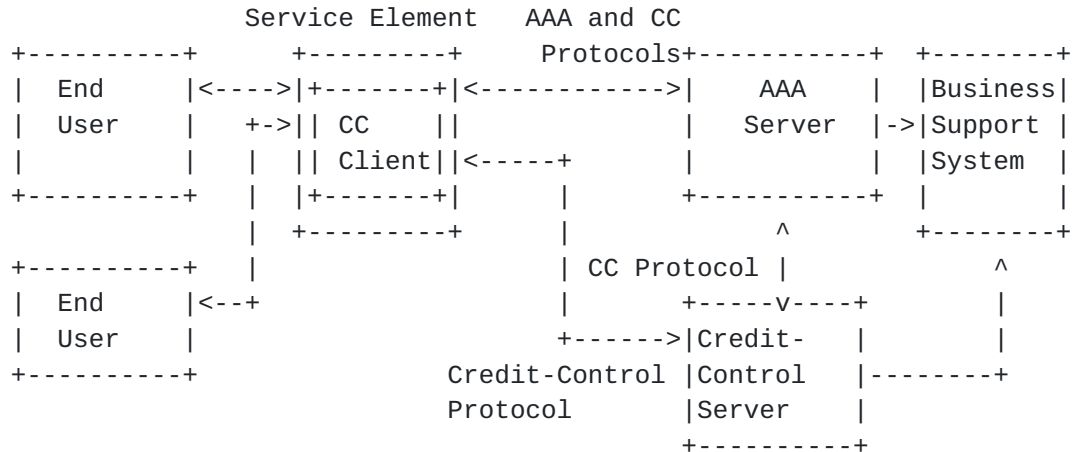 Service Element AAA and CC
Protocols
End AAA Business
User CC Server Support
Client System
End CC Protocol
User Credit-
Credit-Control Control
Protocol Server